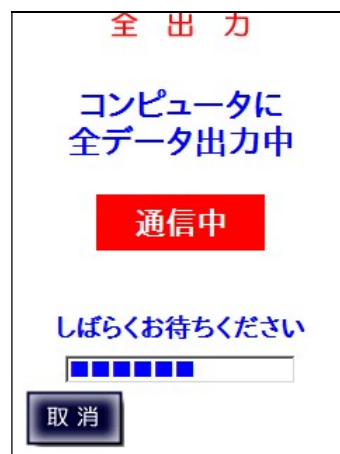 全 出 力
コンピュータに
全データ出力中
通信中
しばらくお待ちください
取 消